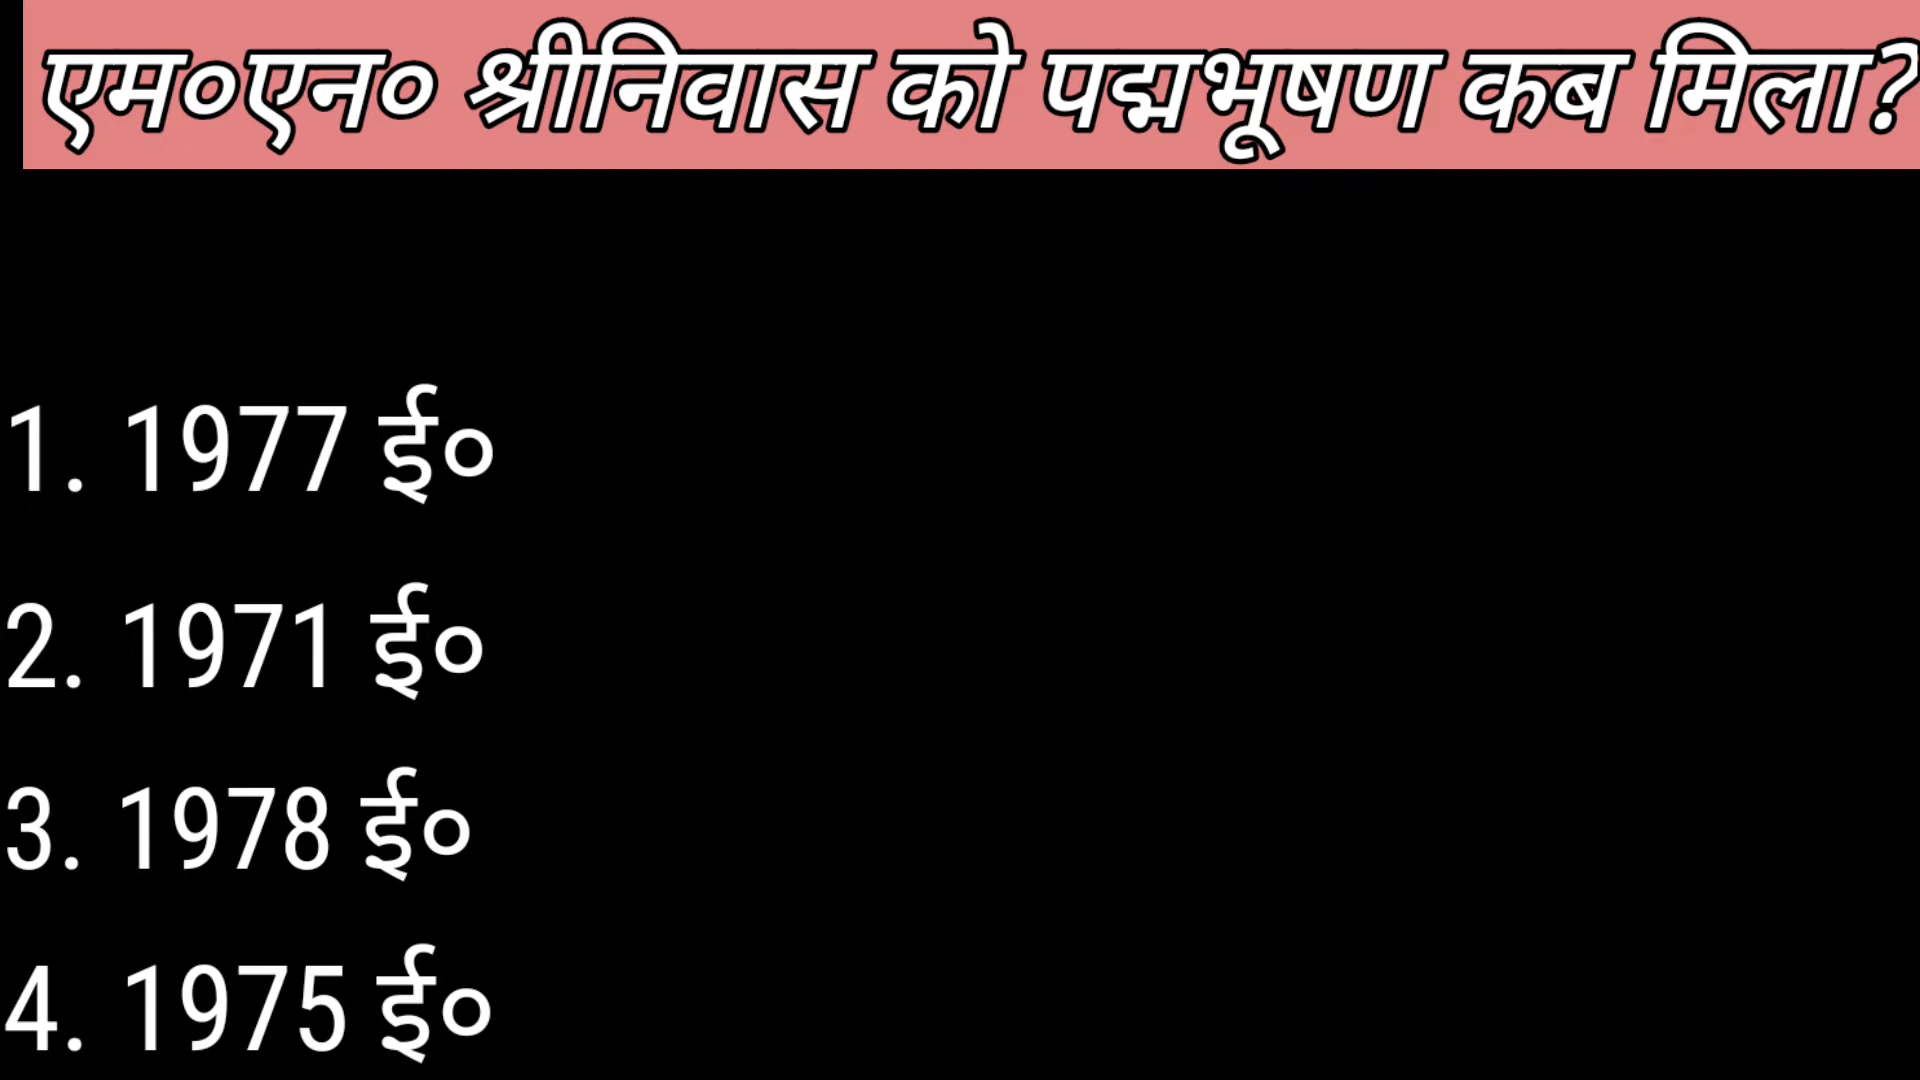 एम०एन० श्रीनिवास को पद्मभूषण कब मिला?
1. 1977 ई०
2. 1971 ई०
3. 1978 ई०
4. 1975 ई०